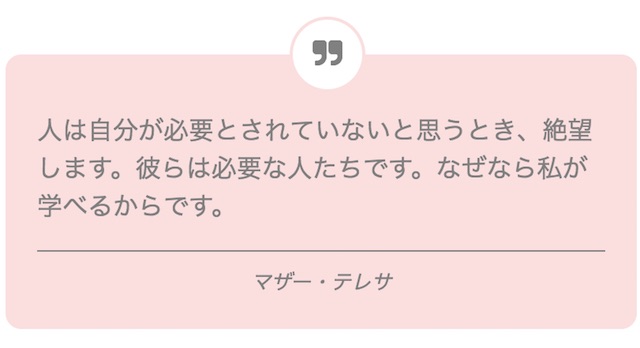 人は自分が必要とされていないと思うとき、絶望
します。彼らは必要な人たちです。なぜなら私が
学べるからです。
マザー・テレサ